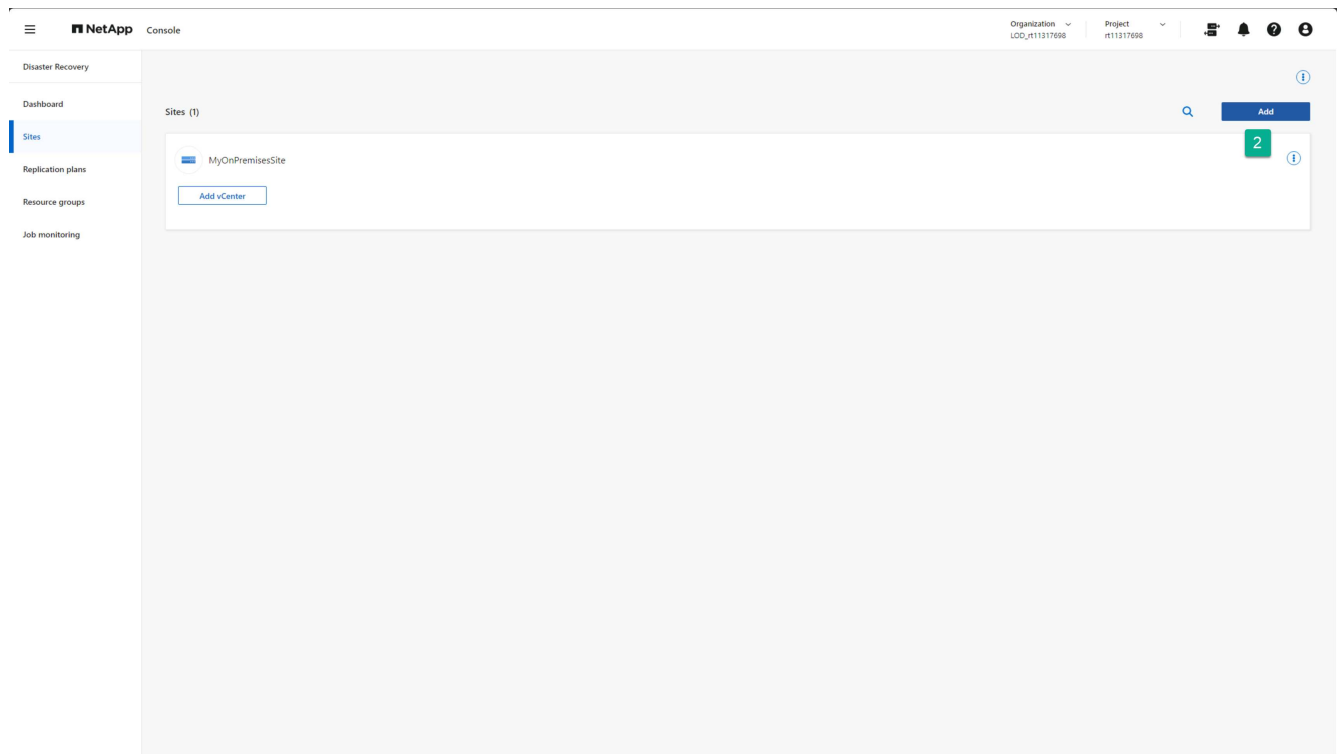 NetApp Console
Organization
LOD_rt11317698
Project
rt11317698
Disaster Recovery
Dashboard
Sites
Replication plans
Resource groups
Job monitoring
Sites (1)
Add
2
MyOnPremisesSite
Add vCenter